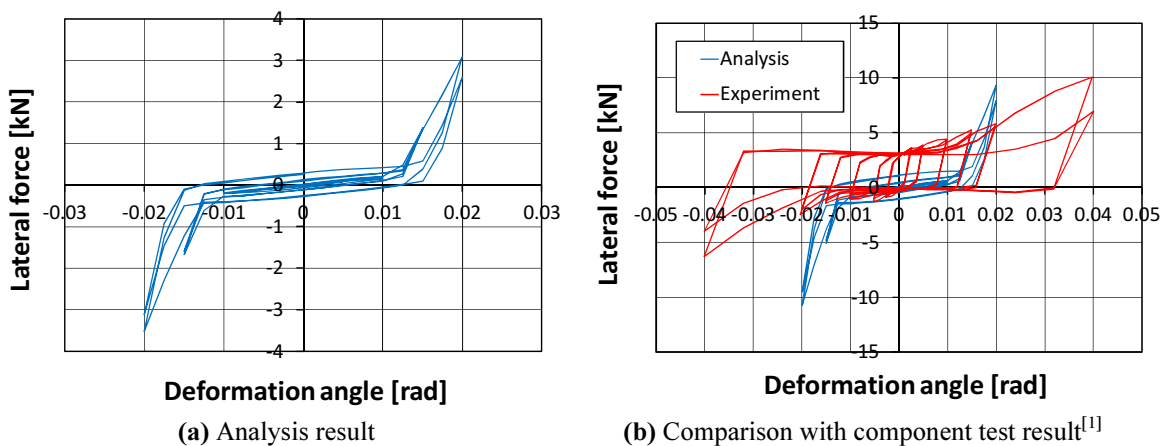 4
3
2
1
0
-1
-2
-3
-4
-0.03 -0.02 -0.01 0 0.01 0.02 0.03
Lateral force [kN]
Deformation angle [rad]
(a) Analysis result
15
10
5
0
-5
-10
-15
-0.05 -0.04 -0.03 -0.02 -0.01 0 0.01 0.02 0.03 0.04 0.05
Analysis
Experiment
Lateral force [kN]
Deformation angle [rad]
(b) Comparison with component test result[1]